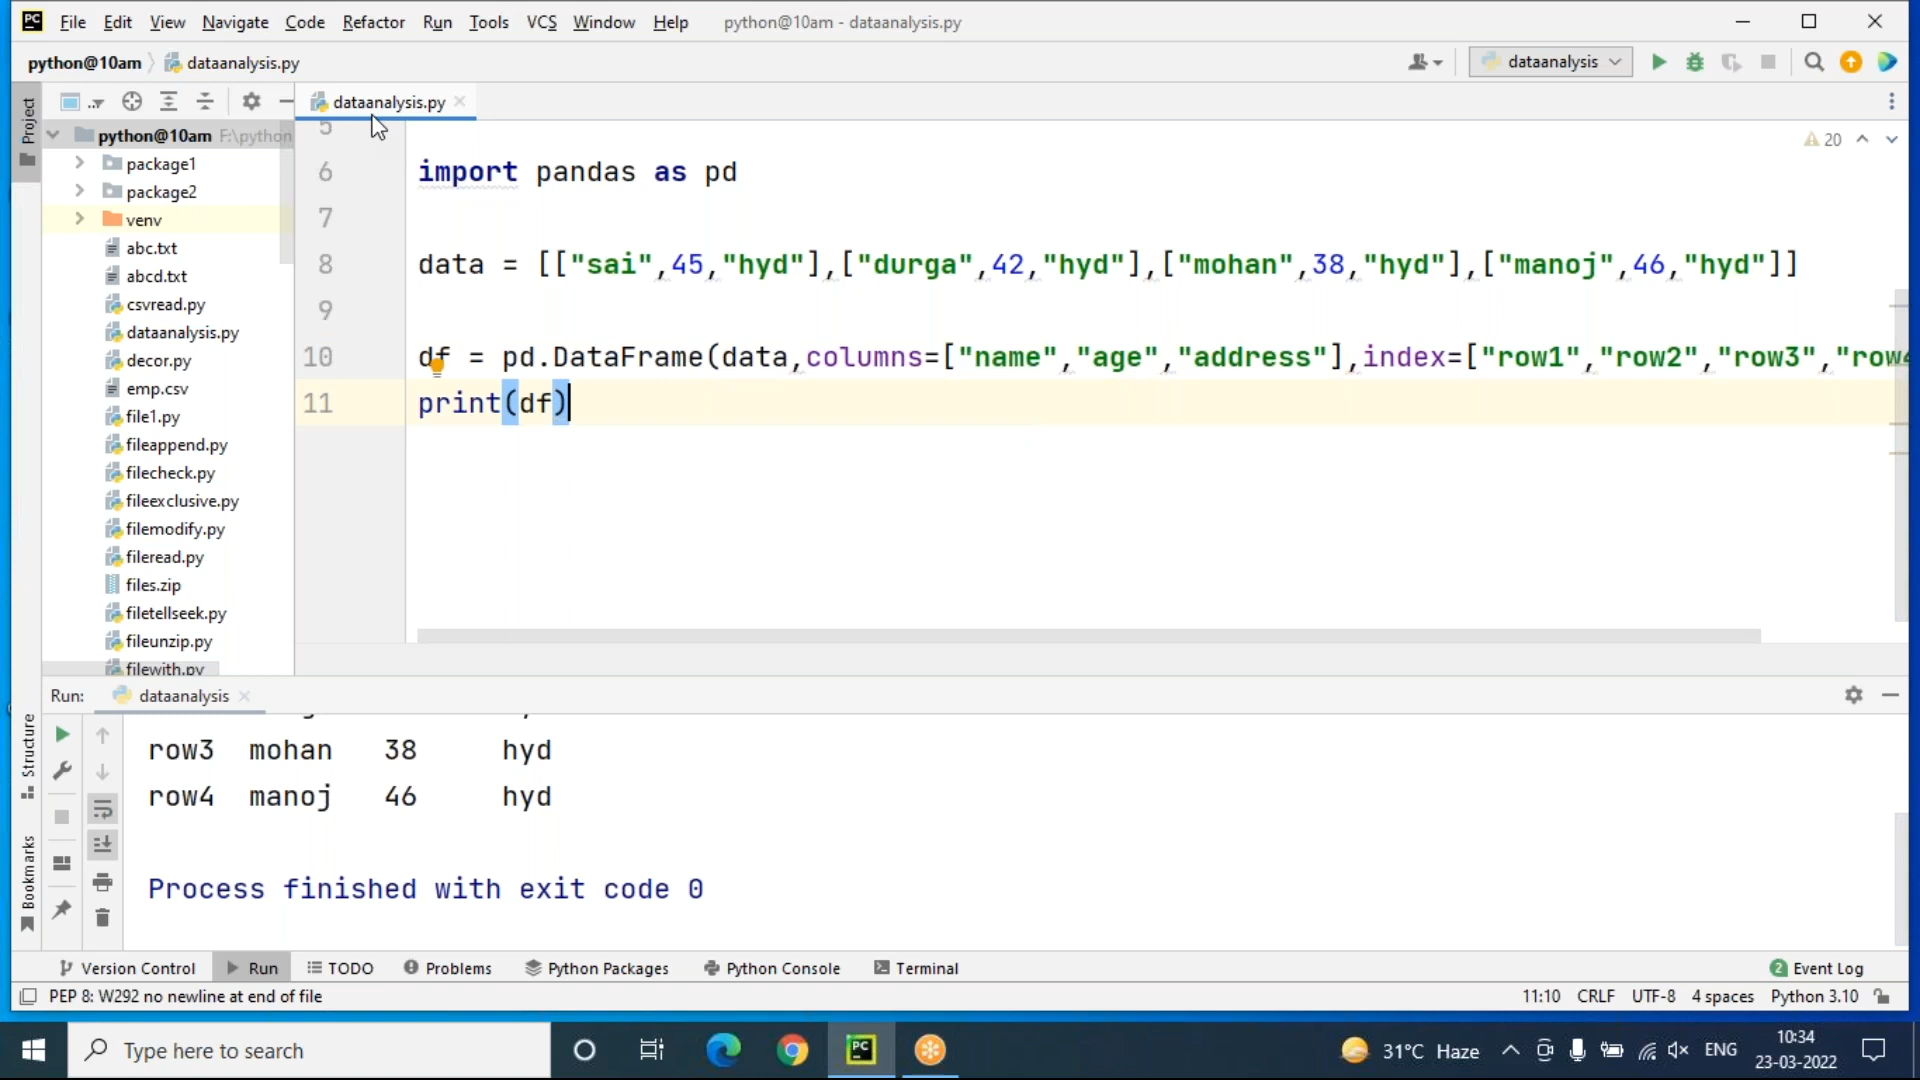 PC File Edit View Navigate Code Refactor Run Tools VCS Window Help python@10am - dataanalysis.py
python@10am dataanalysis.py dataanalysis
Project
dataanalysis.py
python@10am F:\python
package1
package2
venv
abc.txt
abcd.txt
csvread.py
dataanalysis.py
decor.py
emp.csv
file1.py
fileappend.py
filecheck.py
fileexclusive.py
filemodify.py
fileread.py
files.zip
filetellseek.py
fileunzip.py
filewith.py
20
5
6 import pandas as pd
7
8 data = [["sai",45,"hyd"],["durga",42,"hyd"],["mohan",38,"hyd"],["manoj",46,"hyd"]]
9
10 df = pd.DataFrame(data,columns=["name","age","address"],index=["row1","row2","row3","row4
11 print(df)
Run: dataanalysis
row3 mohan 38 hyd
row4 manoj 46 hyd
Process finished with exit code 0
Structure
Bookmarks
Version Control Run TODO Problems Python Packages Python Console Terminal 2 Event Log
PEP 8: W292 no newline at end of file 11:10 CRLF UTF-8 4 spaces Python 3.10
Type here to search PC 31°C Haze ENG 10:34
23-03-2022